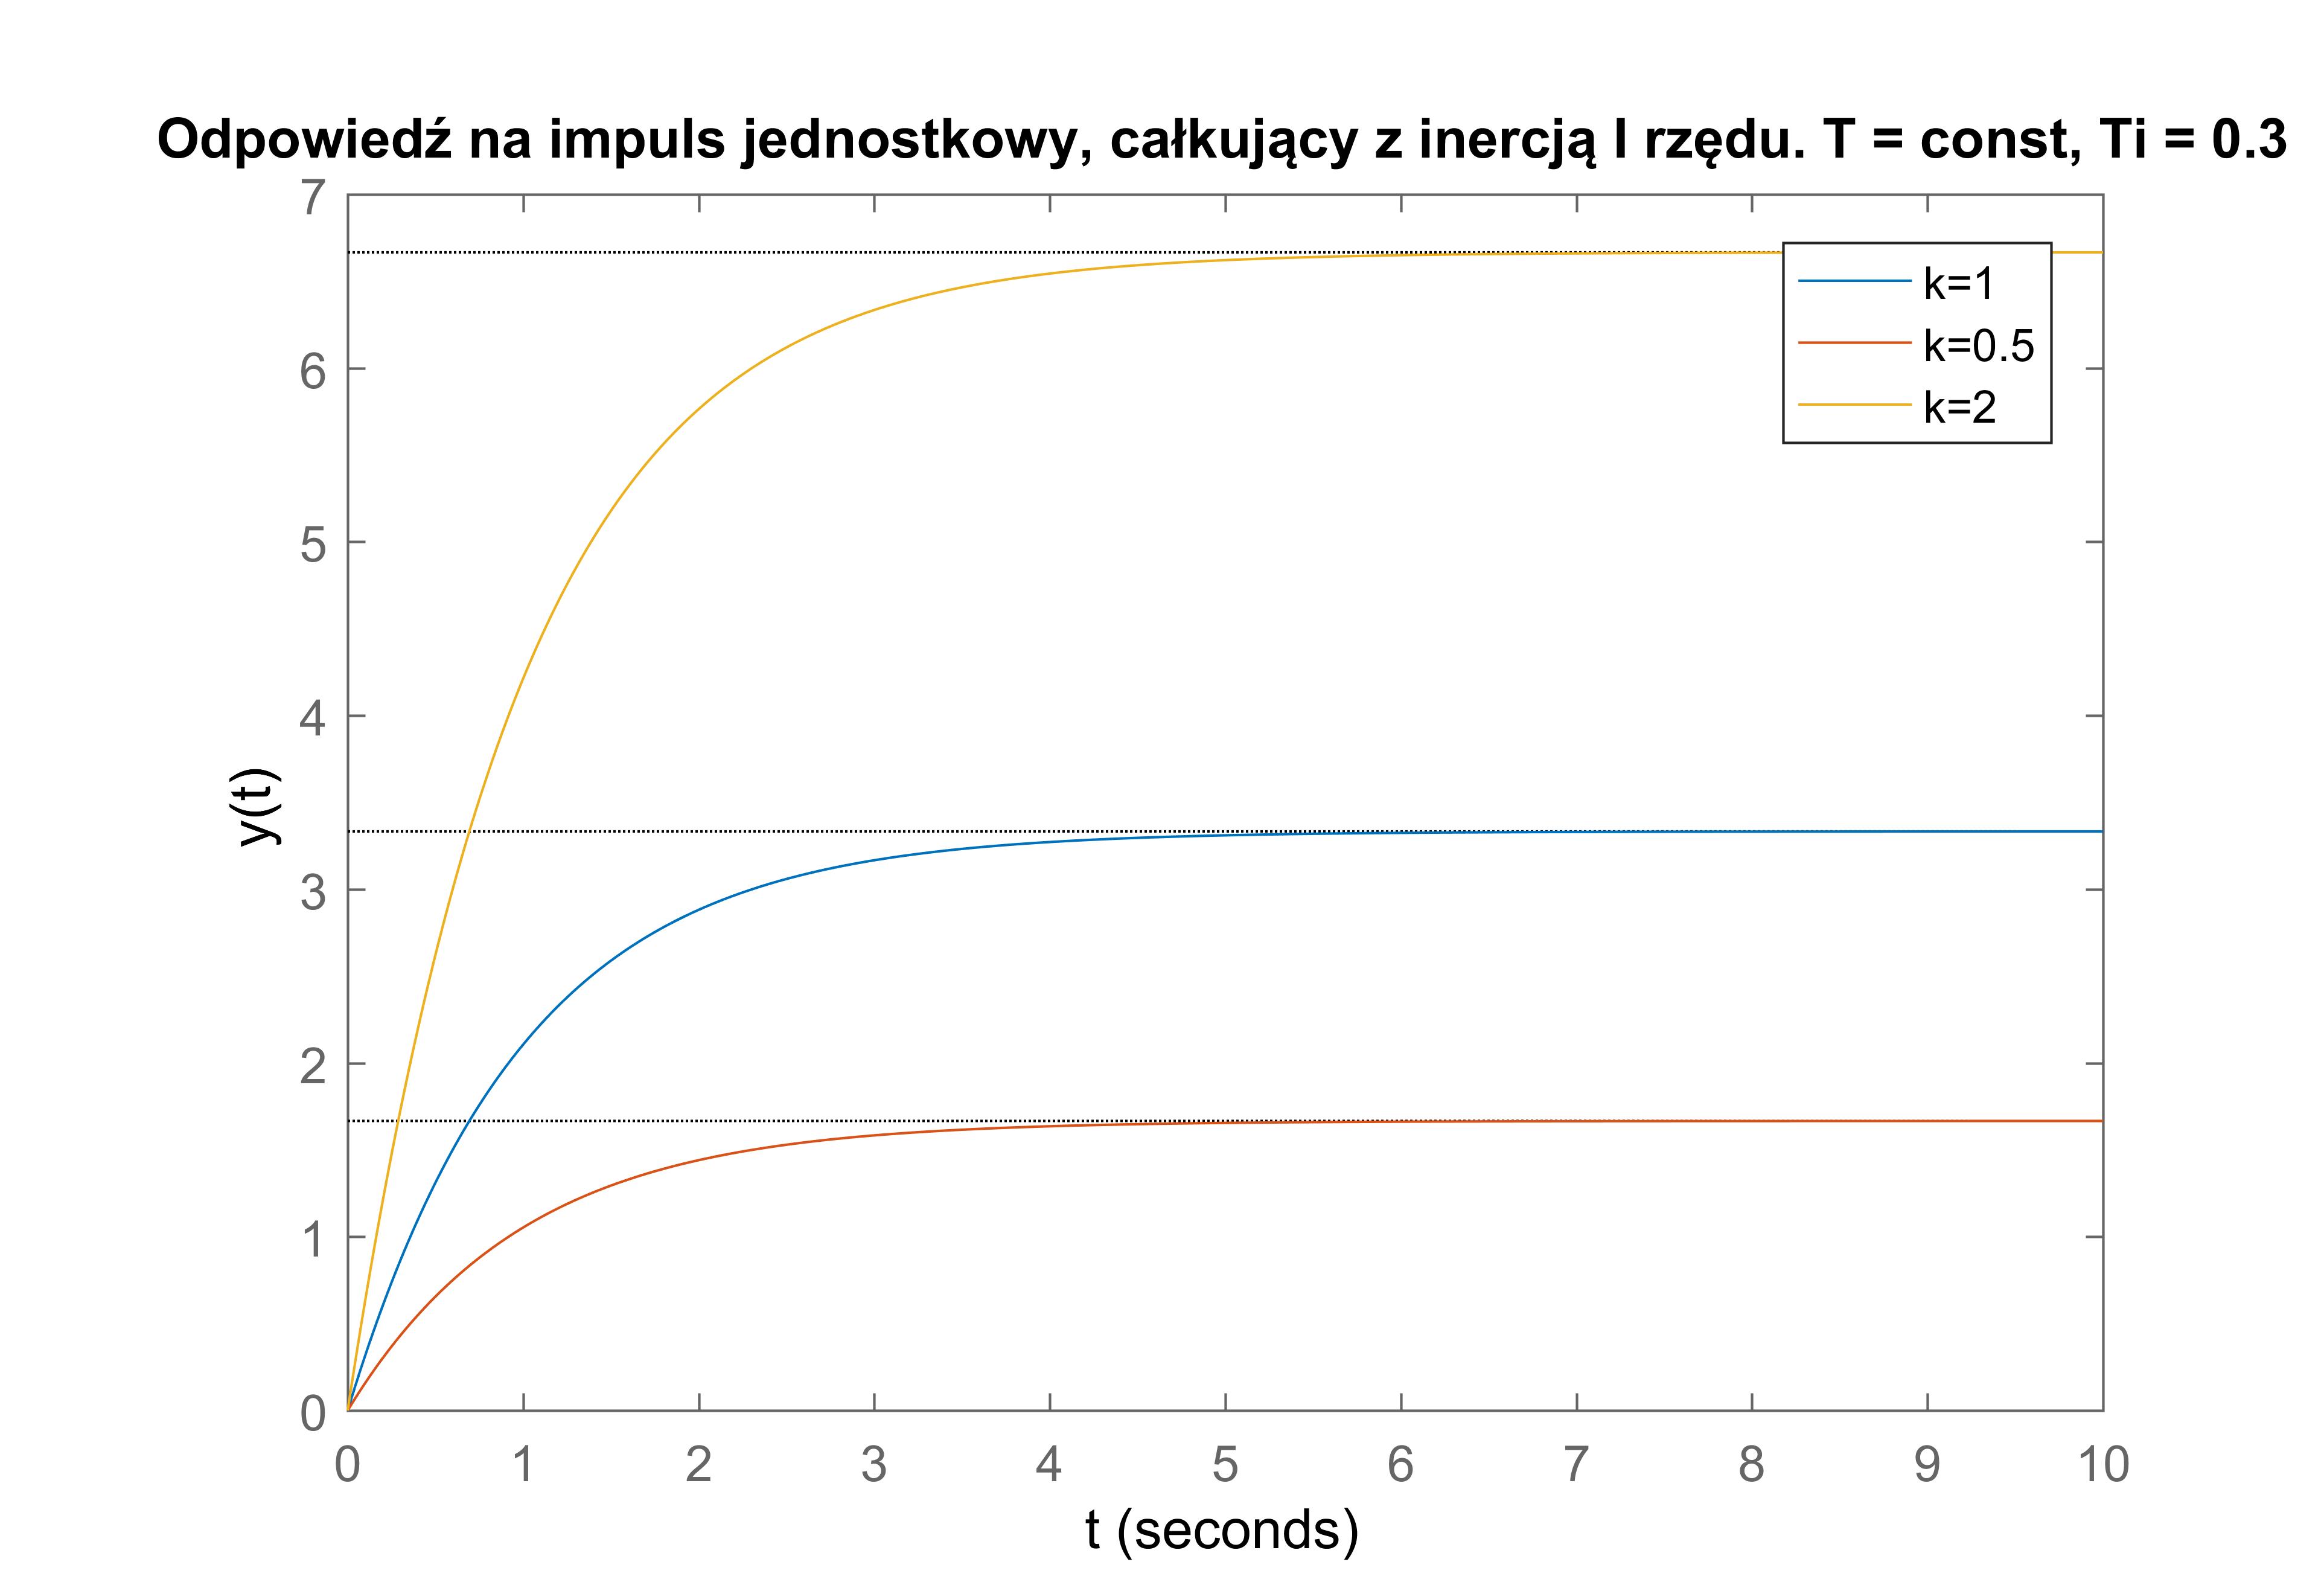 Odpowiedź na impuls jednostkowy, całkujący z inercją I rzędu. T = const, Ti = 0.3
7
6
5
4
3
2
1
0
y(t)
k=1
k=0.5
k=2
0 1 2 3 4 5 6 7 8 9 10
t (seconds)